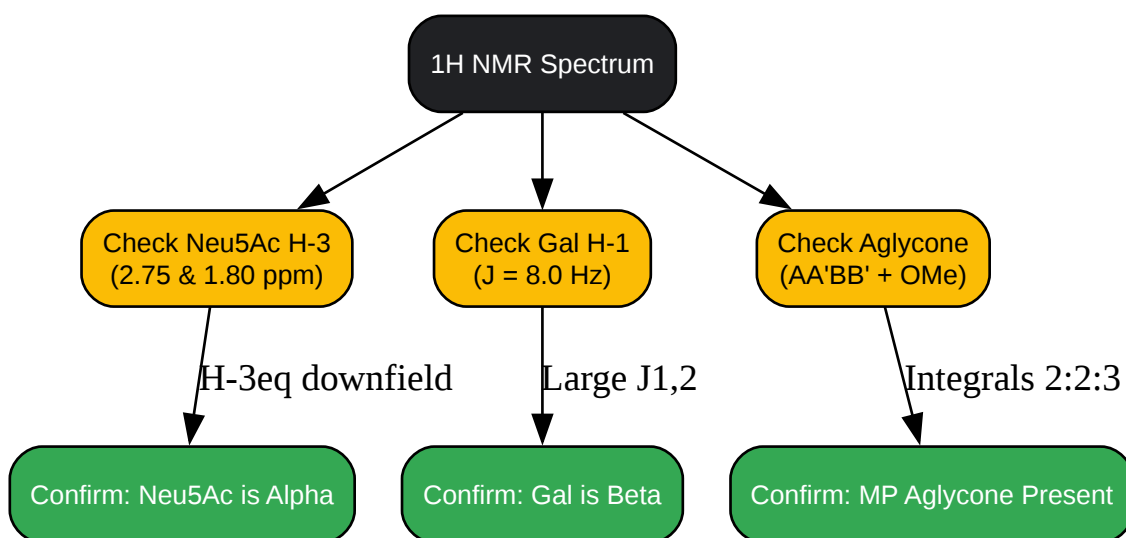 1H NMR Spectrum
Check Neu5Ac H-3
(2.75 & 1.80 ppm)
Check Gal H-1
(J = 8.0 Hz)
Check Aglycone
(AA'BB' + OMe)
H-3eq downfield
Large J1,2
Integrals 2:2:3
Confirm: Neu5Ac is Alpha
Confirm: Gal is Beta
Confirm: MP Aglycone Present